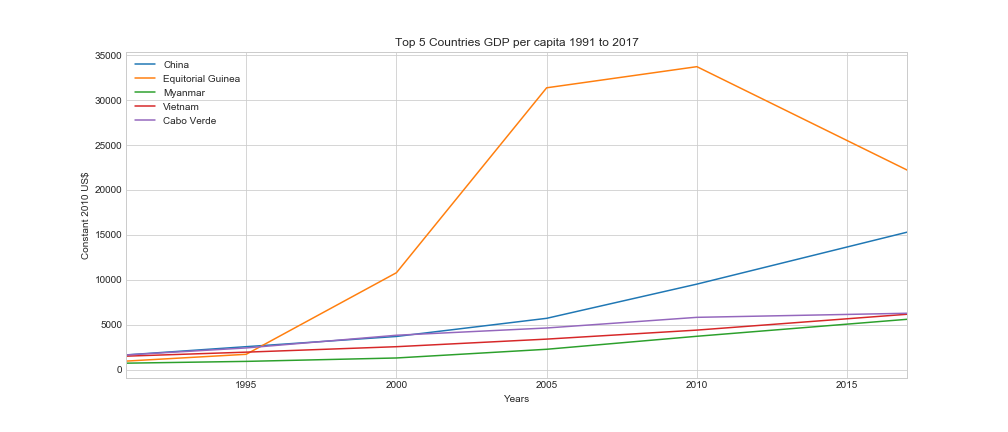 Top 5 Countries GDP per capita 1991 to 2017
35000
30000
25000
20000
15000
10000
5000
0
Constant 2010 US$
China
Equitorial Guinea
Myanmar
Vietnam
Cabo Verde
1995 2000 2005 2010 2015
Years